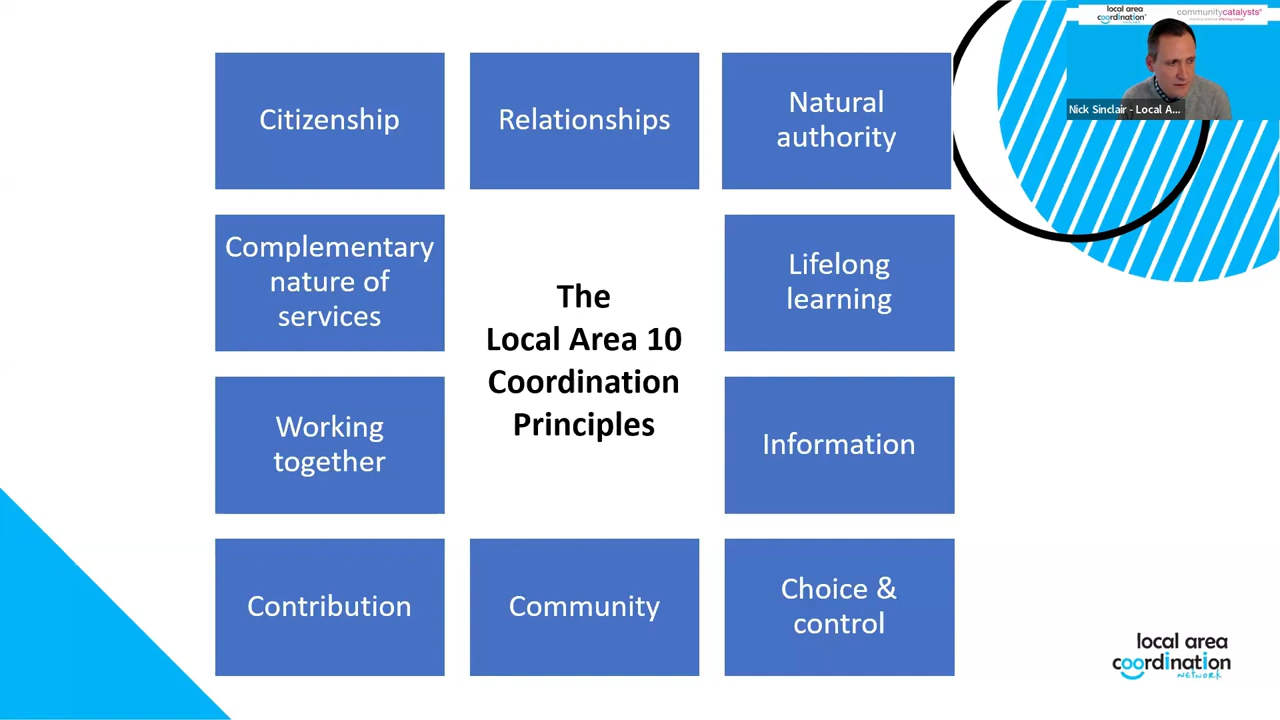 local area
coordination
communitycatalysts
Nick Sinclair - Local A...
Citizenship
Relationships
Natural
authority
Complementary
nature of
services
The
Local Area 10
Coordination
Principles
Lifelong
learning
Working
together
Information
Contribution
Community
Choice &
control
local area
coordination
NETWORK